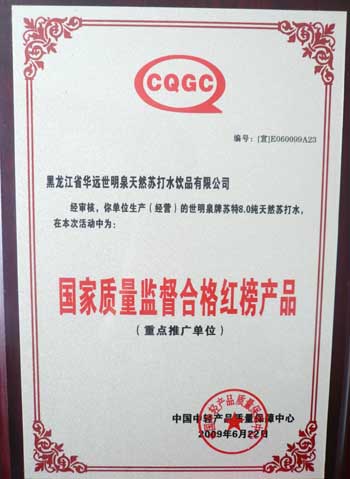 CQGC
编号:[宣]E060099A23
黑龙江省华远世明泉天然苏打水饮品有限公司
经审核，你单位生产（经营）的世明泉牌苏特8.0纯天然苏打水，
在本次活动中为:
国家质量监督合格红榜产品
（重点推广单位）
中国中轻产品质量保障中心
2009年6月22日